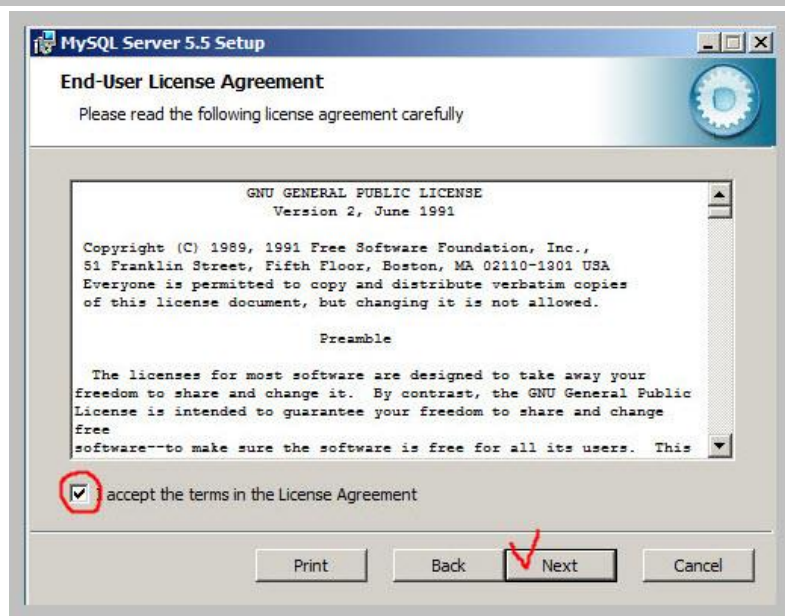 MySQL Server 5.5 Setup
End-User License Agreement
Please read the following license agreement carefully
GNU GENERAL PUBLIC LICENSE
Version 2, June 1991
Copyright (C) 1989, 1991 Free Software Foundation, Inc.,
51 Franklin Street, Fifth Floor, Boston, MA 02110-1301 USA
Everyone is permitted to copy and distribute verbatim copies
of this license document, but changing it is not allowed.
Preamble
The licenses for most software are designed to take away your
freedom to share and change it.  By contrast, the GNU General Public
License is intended to guarantee your freedom to share and change
free
software--to make sure the software is free for all its users.  This
I accept the terms in the License Agreement
Print Back Next Cancel